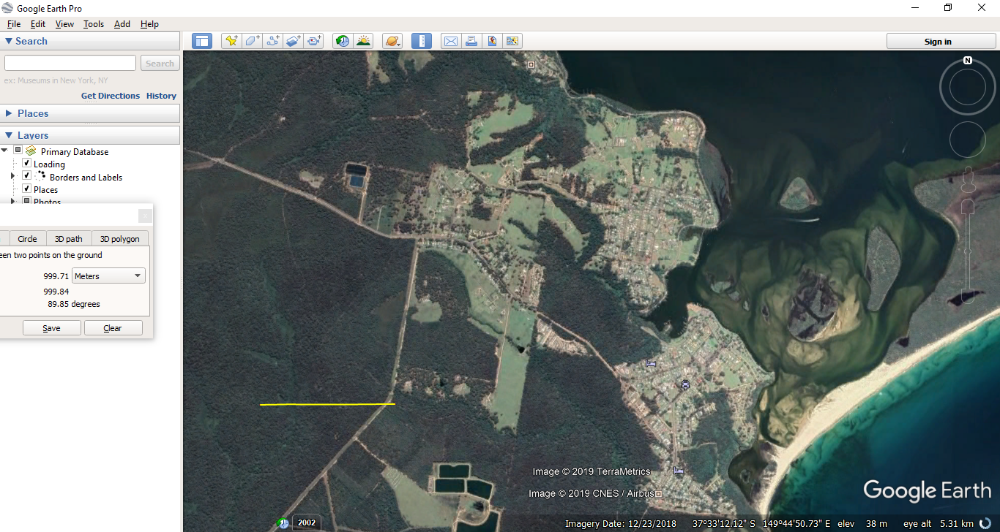 Google Earth Pro
File Edit View Tools Add Help
Search
Search
ex: Museums in New York, NY
Get Directions History
Places
Layers
Primary Database
Loading
Borders and Labels
Places
Photos
Circle 3D path 3D polygon
een two points on the ground
999.71 Meters
999.84
89.85 degrees
Save Clear
Sign in
N
Image © 2019 TerraMetrics
Image © 2019 CNES / Airbus
Google Earth
2002
Imagery Date: 12/23/2018 37°33'12.12" S 149°44'50.73" E elev 38 m eye alt 5.31 km